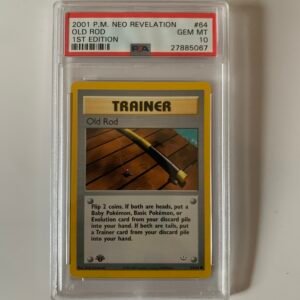 2001 P.M. NEO REVELATION #64
OLD ROD GEM MT
1ST EDITION 10
PSA 27885067
TRAINER
Old Rod
Flip 2 coins. If both are heads, put a
Baby Pokémon, Basic Pokémon, or
Evolution card from your discard pile
into your hand. If both are tails, put
a Trainer card from your discard pile
into your hand.